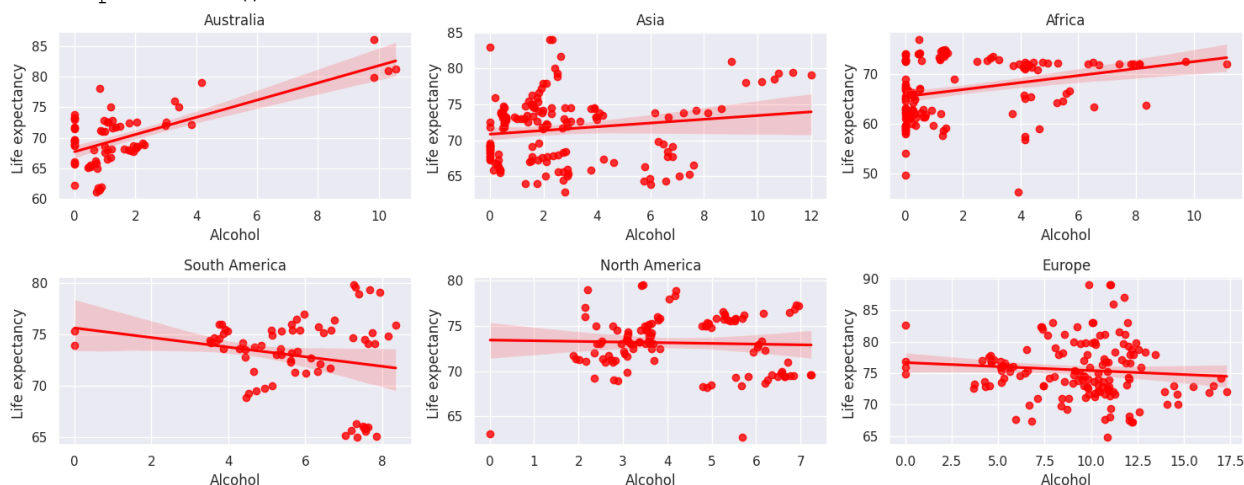 Australia
Life expectancy
85
80
75
70
65
60
0 2 4 6 8 10
Alcohol
Asia
Life expectancy
85
80
75
70
65
0 2 4 6 8 10 12
Alcohol
Africa
Life expectancy
70
60
50
0 2 4 6 8 10
Alcohol
South America
Life expectancy
80
75
70
65
0 2 4 6 8
Alcohol
North America
Life expectancy
80
75
70
65
0 1 2 3 4 5 6 7
Alcohol
Europe
Life expectancy
90
85
80
75
70
65
0.0 2.5 5.0 7.5 10.0 12.5 15.0 17.5
Alcohol